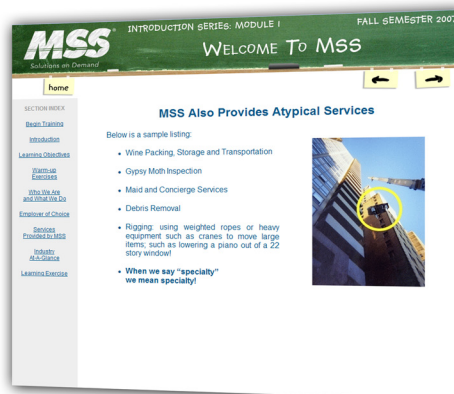 MSS®
Solutions on Demand
INTRODUCTION SERIES: MODULE I
FALL SEMESTER 2007
WELCOME TO MSS
home
SECTION INDEX
Begin Training
Introduction
Learning Objectives
Warm-up
Exercises
Who We Are
and What We Do
Employer of Choice
Services
Provided by MSS
Industry
At-A-Glance
Learning Exercise
MSS Also Provides Atypical Services
Below is a sample listing:
• Wine Packing, Storage and Transportation
• Gypsy Moth Inspection
• Maid and Concierge Services
• Debris Removal
• Rigging: using weighted ropes or heavy
equipment such as cranes to move large
items; such as lowering a piano out of a 22
story window!
• When we say “specialty”
we mean specialty!